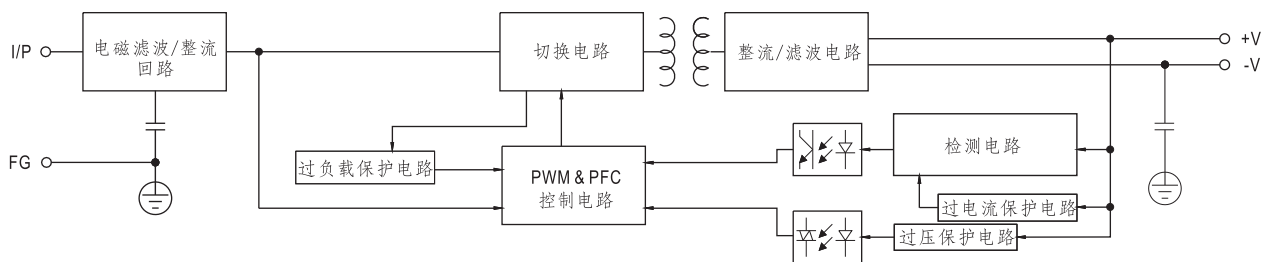 I/P
电磁滤波/整流
回路
切换电路
整流/滤波电路
+V
-V
FG
过负载保护电路
PWM & PFC
控制电路
检测电路
过电流保护电路
过压保护电路